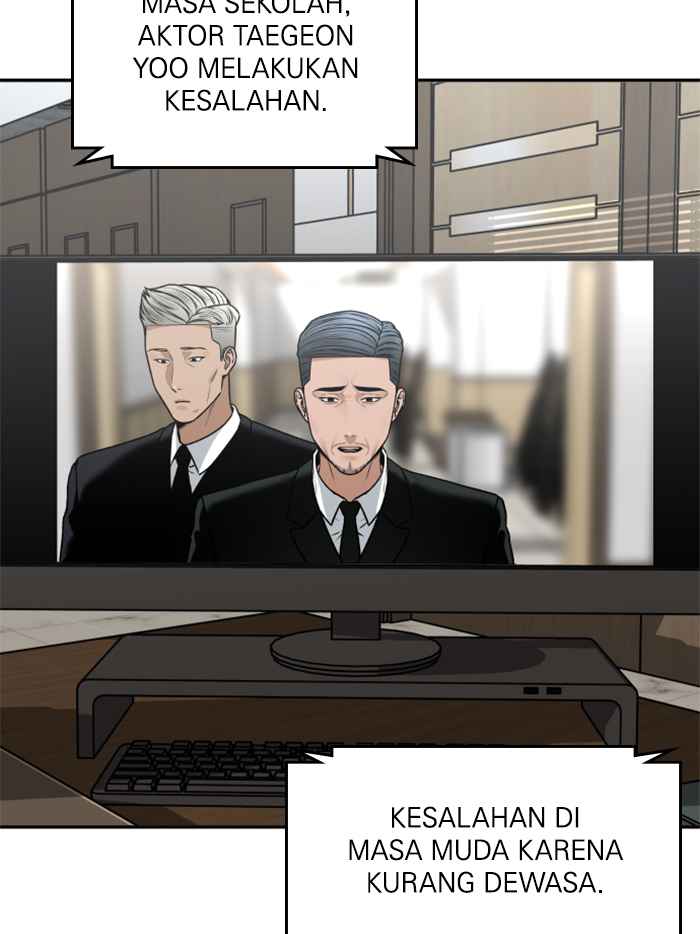 MASA SEKOLAH,
AKTOR TAEGEON
YOO MELAKUKAN
KESALAHAN.
KESALAHAN DI
MASA MUDA KARENA
KURANG DEWASA.